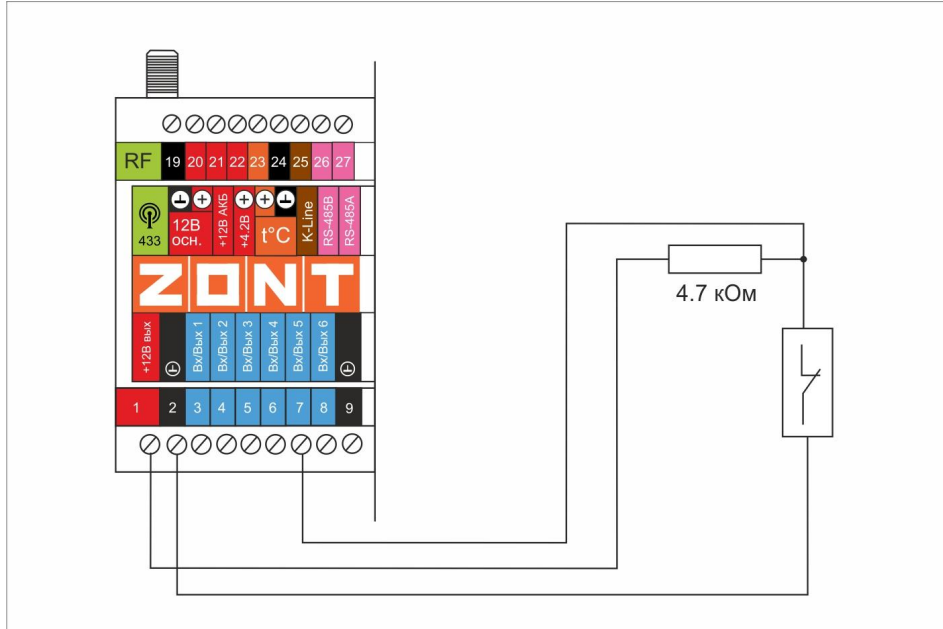 RF 19 20 21 22 23 24 25 26 27
433
12В
осн.
+12В АКБ
+4.2В
t°C
K-Line
RS-485B
RS-485A
ZONT
4.7 кОм
+12В вых
Вх/Вых 1
Вх/Вых 2
Вх/Вых 3
Вх/Вых 4
Вх/Вых 5
Вх/Вых 6
1 2 3 4 5 6 7 8 9